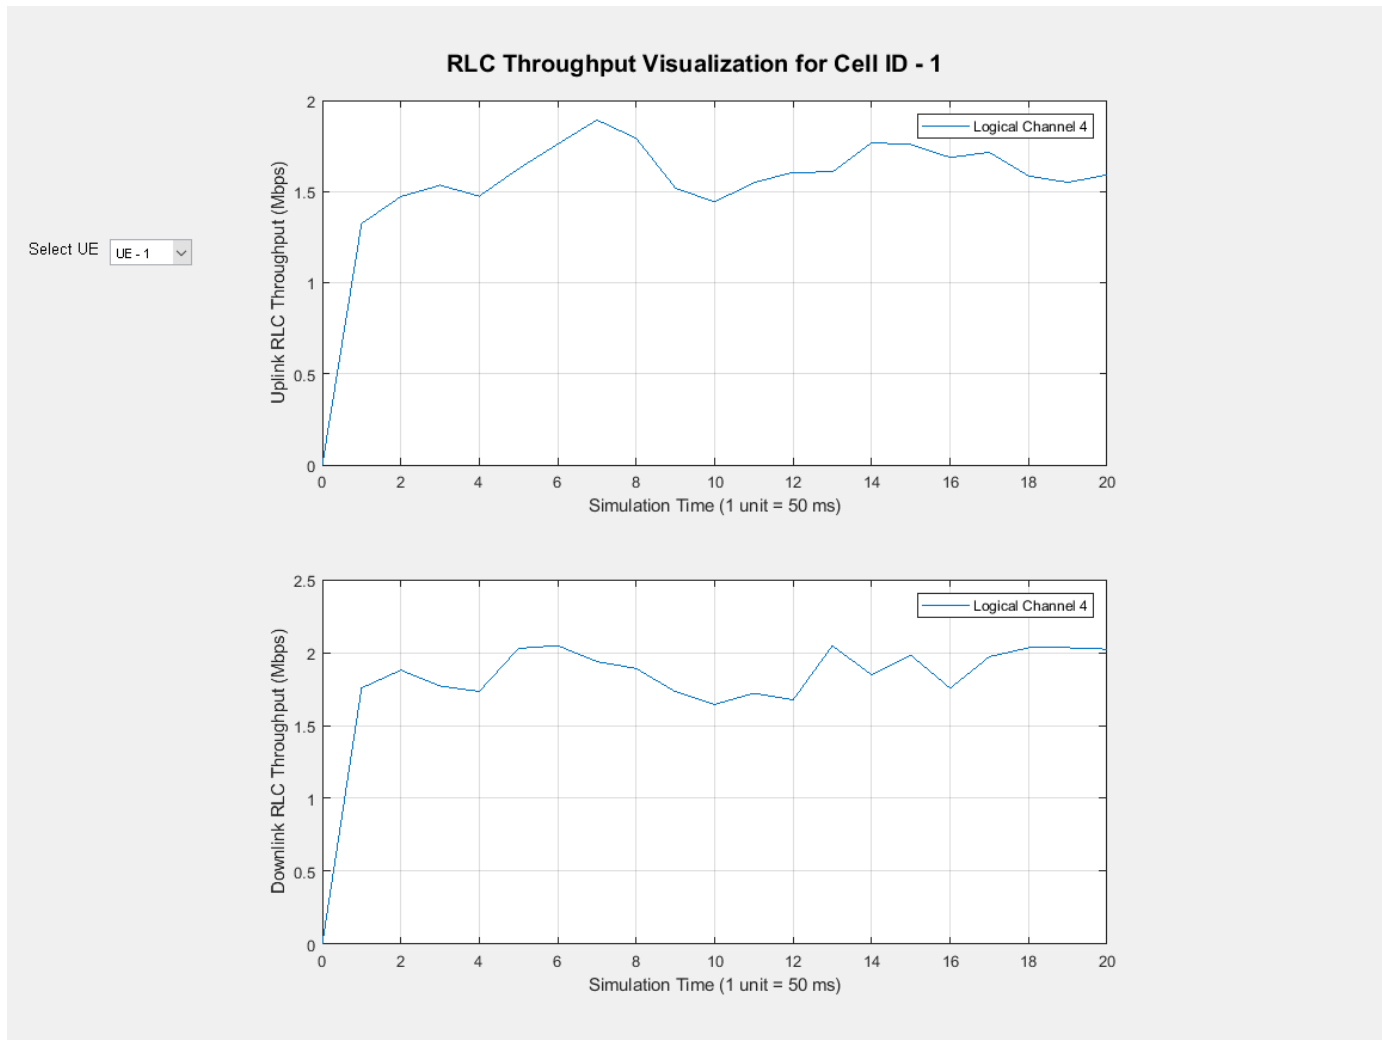 RLC Throughput Visualization for Cell ID - 1
Select UE
UE - 1
Uplink RLC Throughput (Mbps)
2
1.5
1
0.5
0
Logical Channel 4
0 2 4 6 8 10 12 14 16 18 20
Simulation Time (1 unit = 50 ms)
Downlink RLC Throughput (Mbps)
2.5
2
1.5
1
0.5
0
Logical Channel 4
0 2 4 6 8 10 12 14 16 18 20
Simulation Time (1 unit = 50 ms)